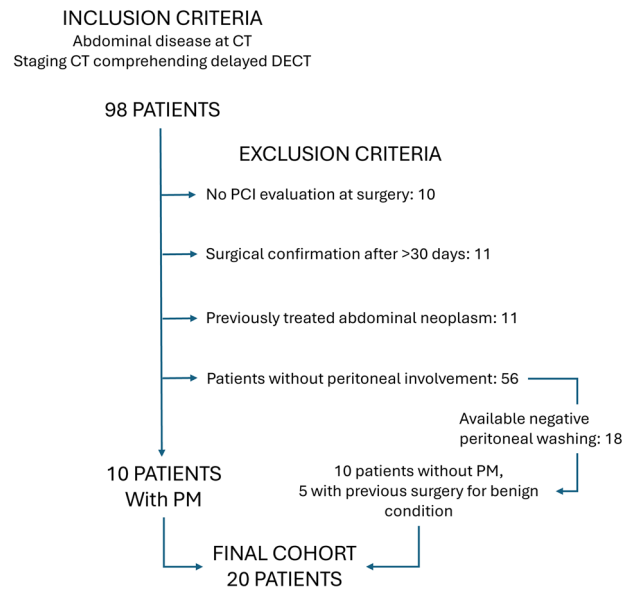 INCLUSION CRITERIA
Abdominal disease at CT
Staging CT comprehending delayed DECT
98 PATIENTS
EXCLUSION CRITERIA
No PCI evaluation at surgery: 10
Surgical confirmation after >30 days: 11
Previously treated abdominal neoplasm: 11
Patients without peritoneal involvement: 56
Available negative
peritoneal washing: 18
10 PATIENTS
With PM
10 patients without PM,
5 with previous surgery for benign
condition
FINAL COHORT
20 PATIENTS